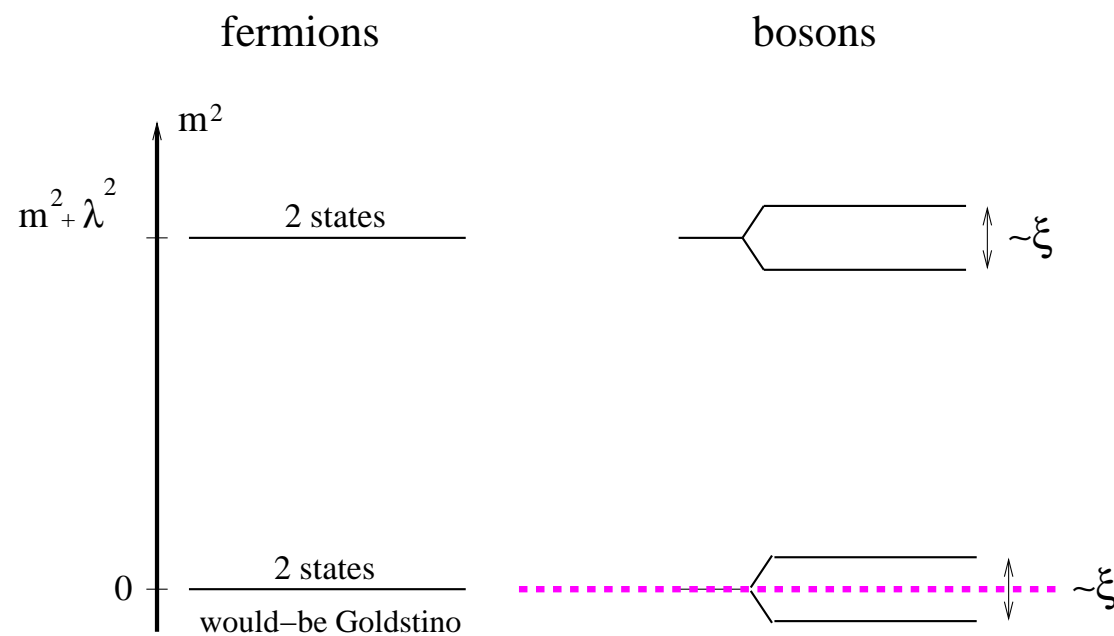 fermions bosons
m²
m² + λ²
2 states
~ξ
2 states
0
~ξ
would–be Goldstino